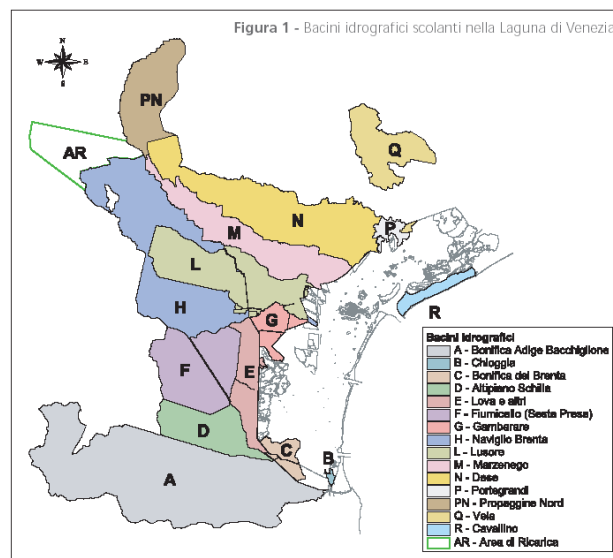 Figura 1 - Bacini idrografici scolanti nella Laguna di Venezia
N
W E
S
PN
AR
Q
N
P
M
L
R
H
G
E
F
D
C
B
A
Bacini idrografici
A - Bonifica Adige Bacchiglione
B - Chioggia
C - Bonifica del Brenta
D - Altipiano Schilla
E - Lova e altri
F - Fiumicello (Sesta Presa)
G - Gambarare
H - Naviglio Brenta
L - Lusore
M - Marzenego
N - Dese
P - Portegrandi
PN - Propaggine Nord
Q - Vela
R - Cavallino
AR - Area di Ricarica